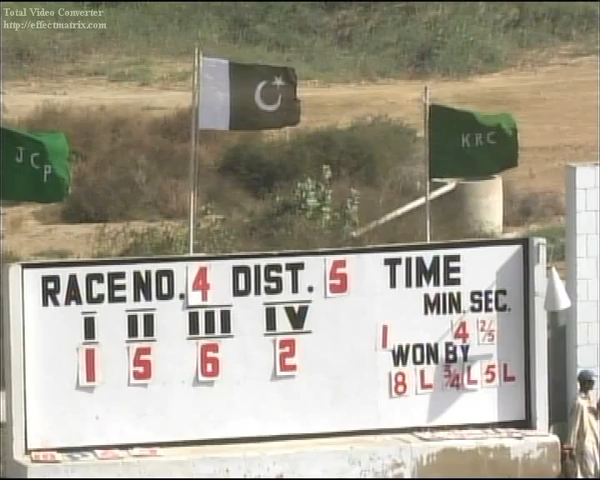 Total Video Converter
http://effectmatrix.com
JCP
KRC
RACE NO. 4 DIST. 5 TIME
MIN. SEC.
I II III IV
1 4 2/5
1 5 6 2
WON BY
8 L 3/4 L 5 L